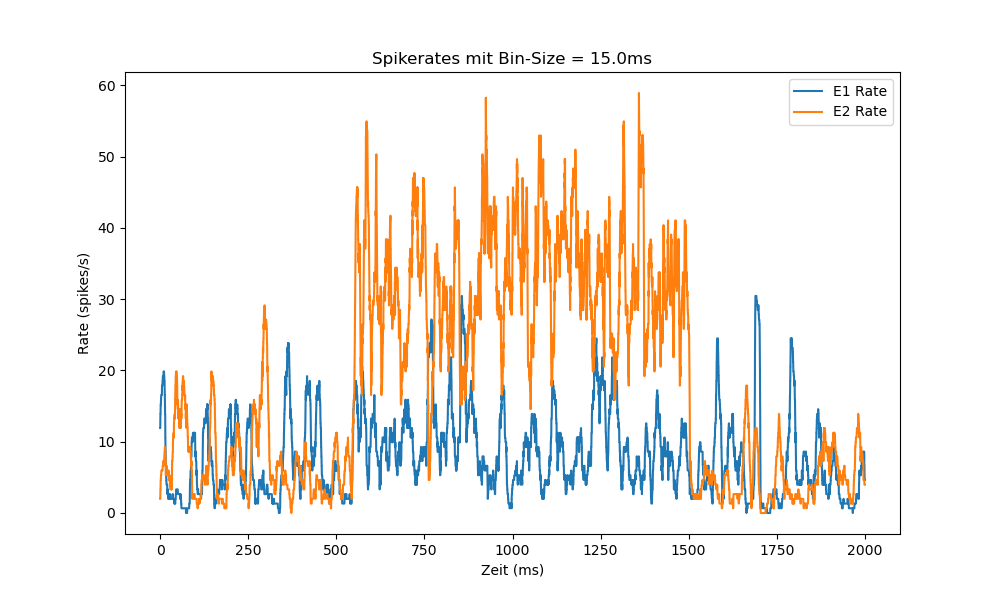 Spikerates mit Bin-Size = 15.0ms
E1 Rate
E2 Rate
60
50
40
30
20
10
0
Rate (spikes/s)
0 250 500 750 1000 1250 1500 1750 2000
Zeit (ms)